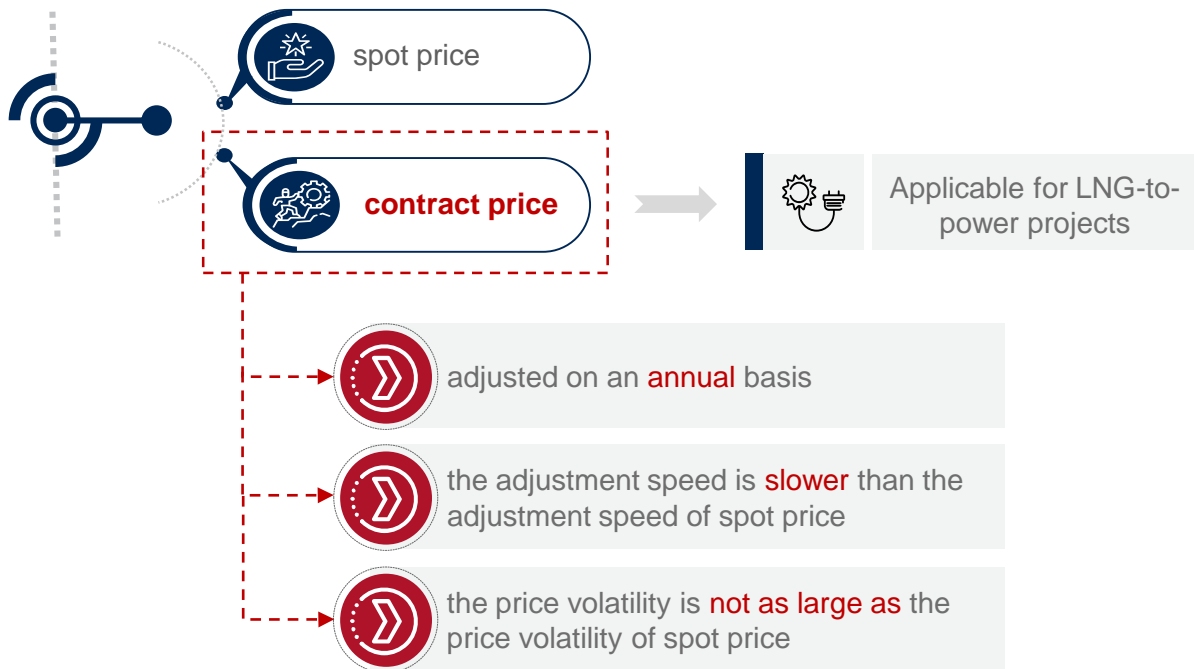 spot price
contract price
Applicable for LNG-to-
power projects
adjusted on an annual basis
the adjustment speed is slower than the
adjustment speed of spot price
the price volatility is not as large as the
price volatility of spot price